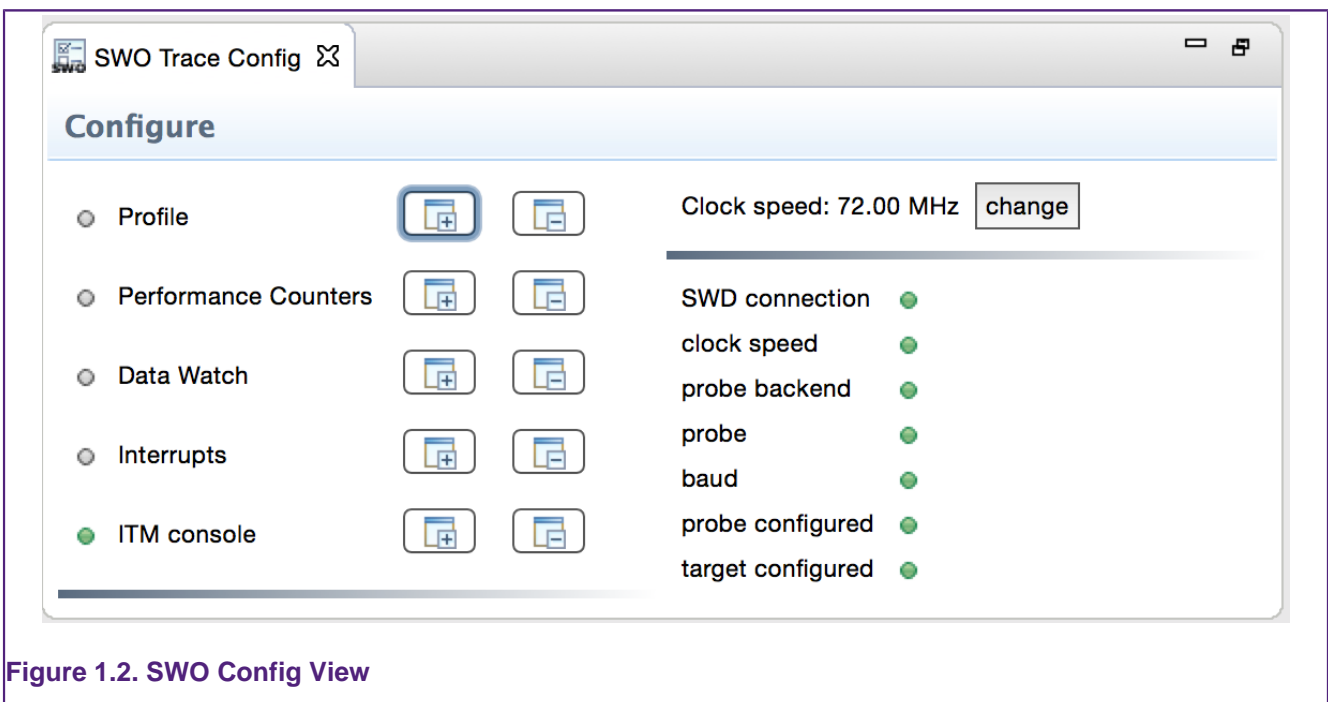 SWO
SWO Trace Config
Configure
Profile
Performance Counters
Data Watch
Interrupts
ITM console
Clock speed: 72.00 MHz change
SWD connection
clock speed
probe backend
probe
baud
probe configured
target configured
Figure 1.2. SWO Config View